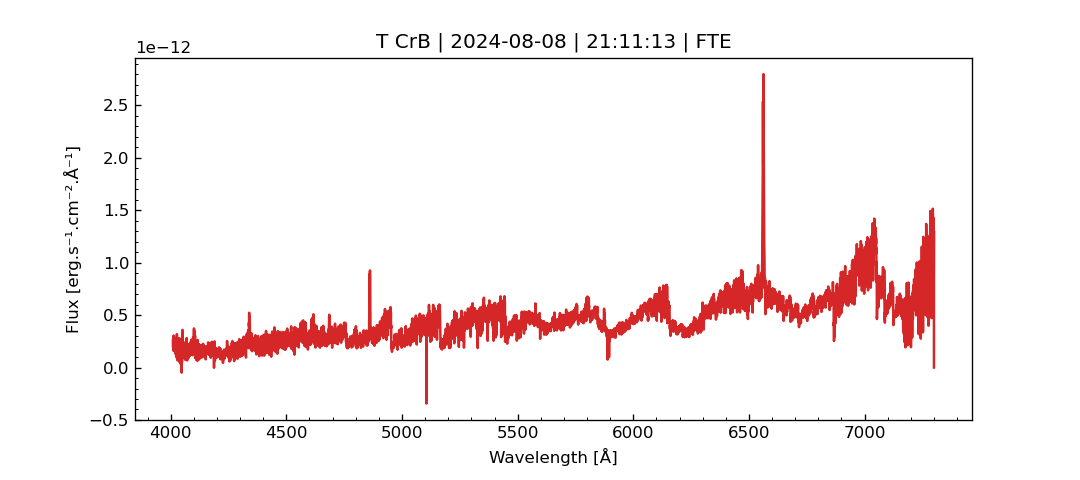 T CrB | 2024-08-08 | 21:11:13 | FTE
1e−12
2.5
2.0
1.5
1.0
0.5
0.0
−0.5
Flux [erg.s⁻¹.cm⁻².Å⁻¹]
4000 4500 5000 5500 6000 6500 7000
Wavelength [Å]